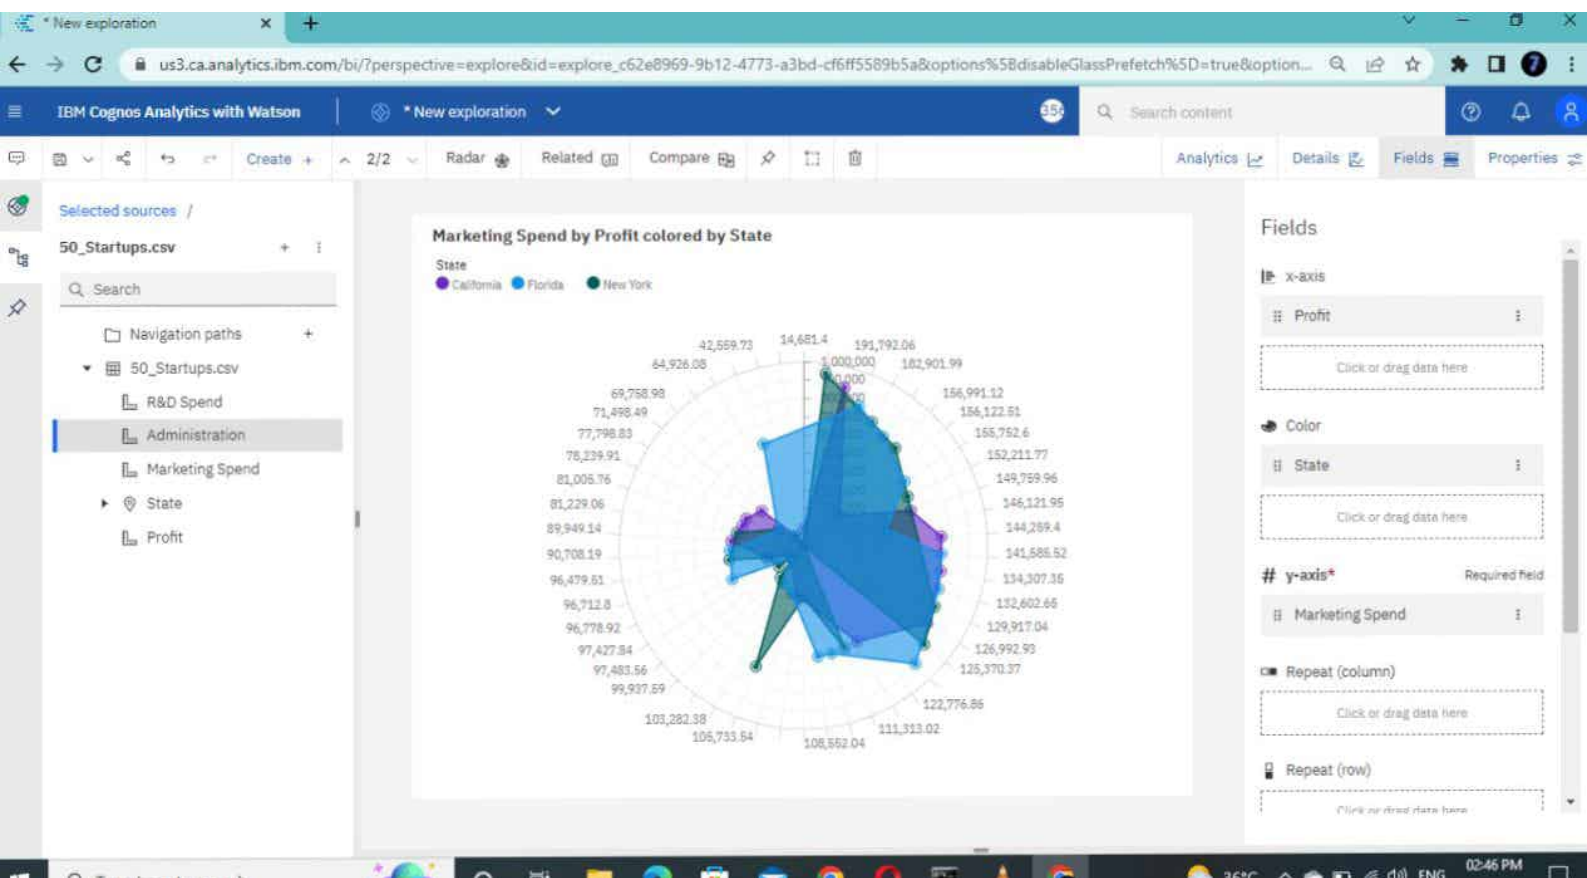 * New exploration
us3.ca.analytics.ibm.com/bi/?perspective=explore&id=explore_c62e8969-9b12-4773-a3bd-cf6ff5589b5a&options%5BdisableGlassPrefetch%5D=true&option...
7
IBM Cognos Analytics with Watson
* New exploration
Search content
Create +
2/2
Radar
Related
Compare
Analytics
Details
Fields
Properties
Selected sources /
50_Startups.csv
Search
Navigation paths
50_Startups.csv
R&D Spend
Administration
Marketing Spend
State
Profit
Marketing Spend by Profit colored by State
State
California Florida New York
14,681.4
191,792.06
182,901.99
156,991.12
156,122.51
155,752.6
152,211.77
149,759.96
146,121.95
144,259.4
141,585.52
134,307.35
132,602.65
129,917.04
126,992.93
125,370.37
122,776.86
111,313.02
108,552.04
105,733.54
103,282.38
99,937.59
97,483.56
97,427.84
96,778.92
96,712.8
96,479.51
90,708.19
89,949.14
81,229.06
81,005.76
78,239.91
77,798.83
71,498.49
69,758.98
64,926.08
42,559.73
1,000,000
Fields
x-axis
Profit
Click or drag data here
Color
State
Click or drag data here
# y-axis*
Required field
Marketing Spend
Repeat (column)
Click or drag data here
Repeat (row)
Click or drag data here
36°C
ENG
02:46 PM